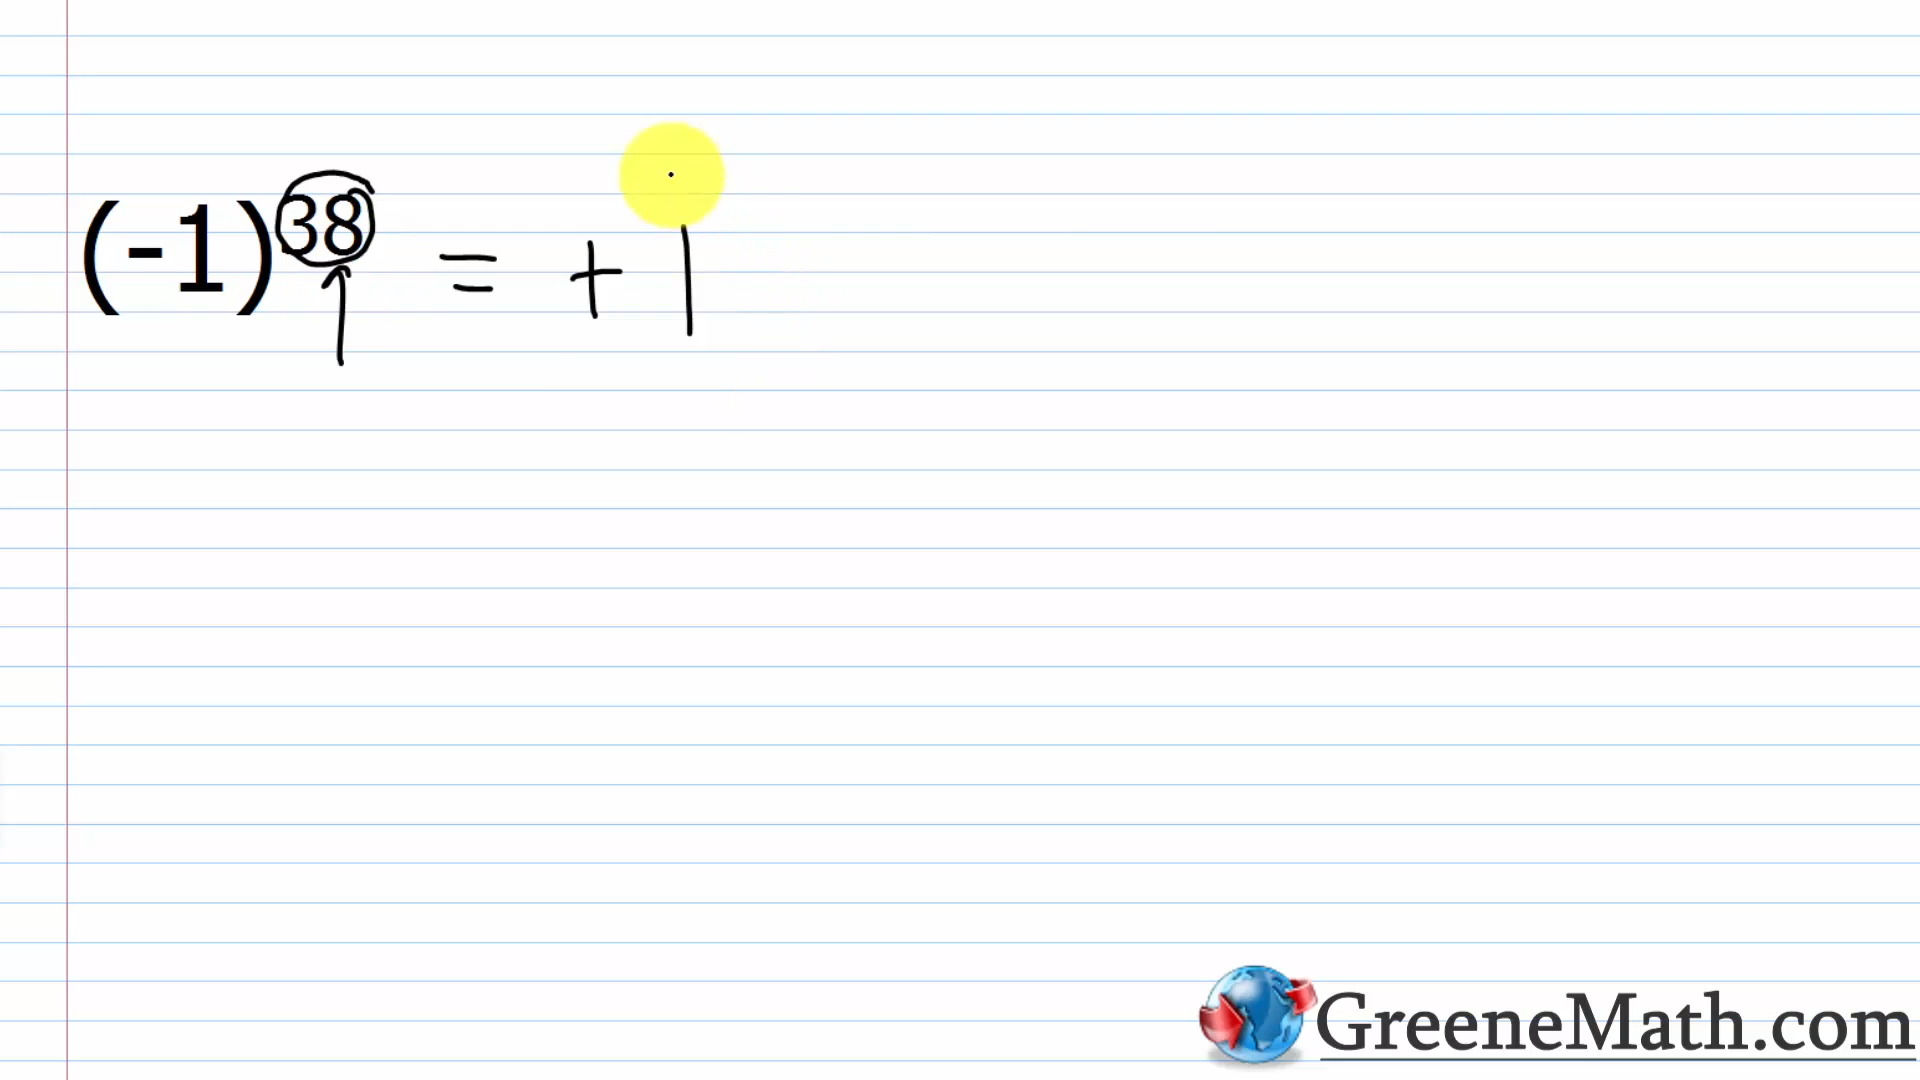 (-1)³⁸ = + 1
GreeneMath.com